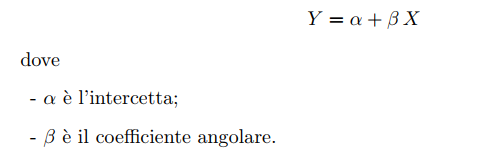 Y = α + β X
dove
- α è l'intercetta;
- β è il coefficiente angolare.